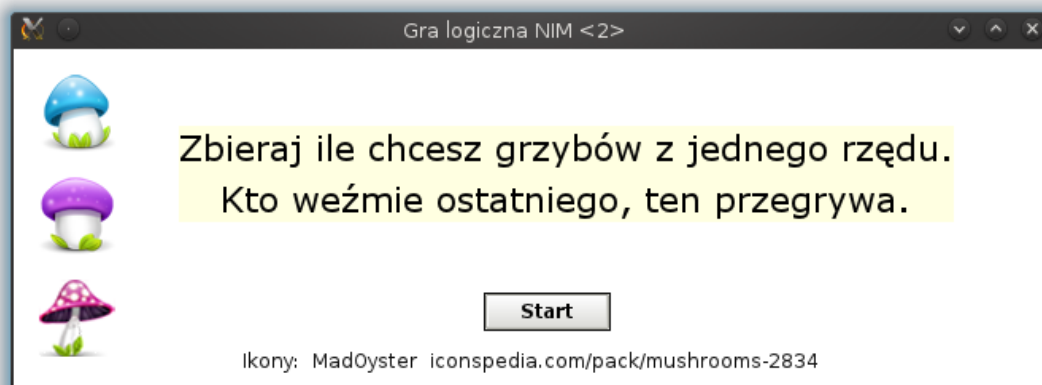 Gra logiczna NIM <2>
Zbieraj ile chcesz grzybów z jednego rzędu.
Kto weźmie ostatniego, ten przegrywa.
Start
Ikony: MadOyster iconspedia.com/pack/mushrooms-2834